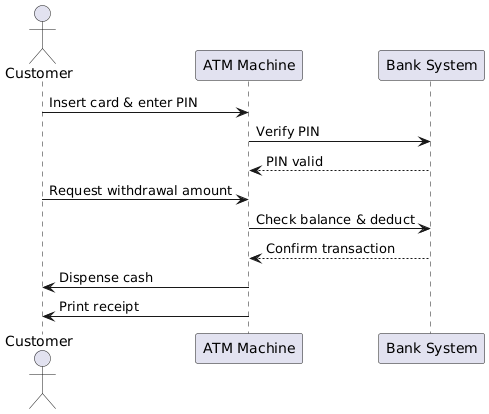 Customer
ATM Machine
Bank System
Insert card & enter PIN
Verify PIN
PIN valid
Request withdrawal amount
Check balance & deduct
Confirm transaction
Dispense cash
Print receipt
Customer
ATM Machine
Bank System